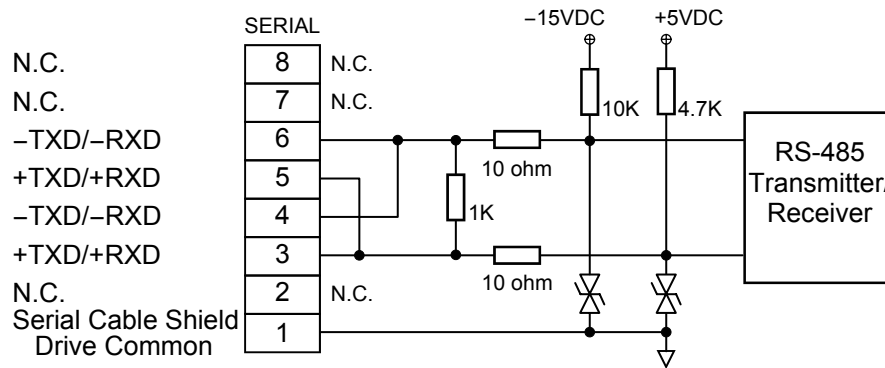 −15VDC
+5VDC
SERIAL
N.C.
8
N.C.
N.C.
7
N.C.
10K
4.7K
−TXD/−RXD
6
10 ohm
RS-485
Transmitter/
Receiver
+TXD/+RXD
5
−TXD/−RXD
4
1K
+TXD/+RXD
3
10 ohm
N.C.
2
N.C.
Serial Cable Shield
Drive Common
1